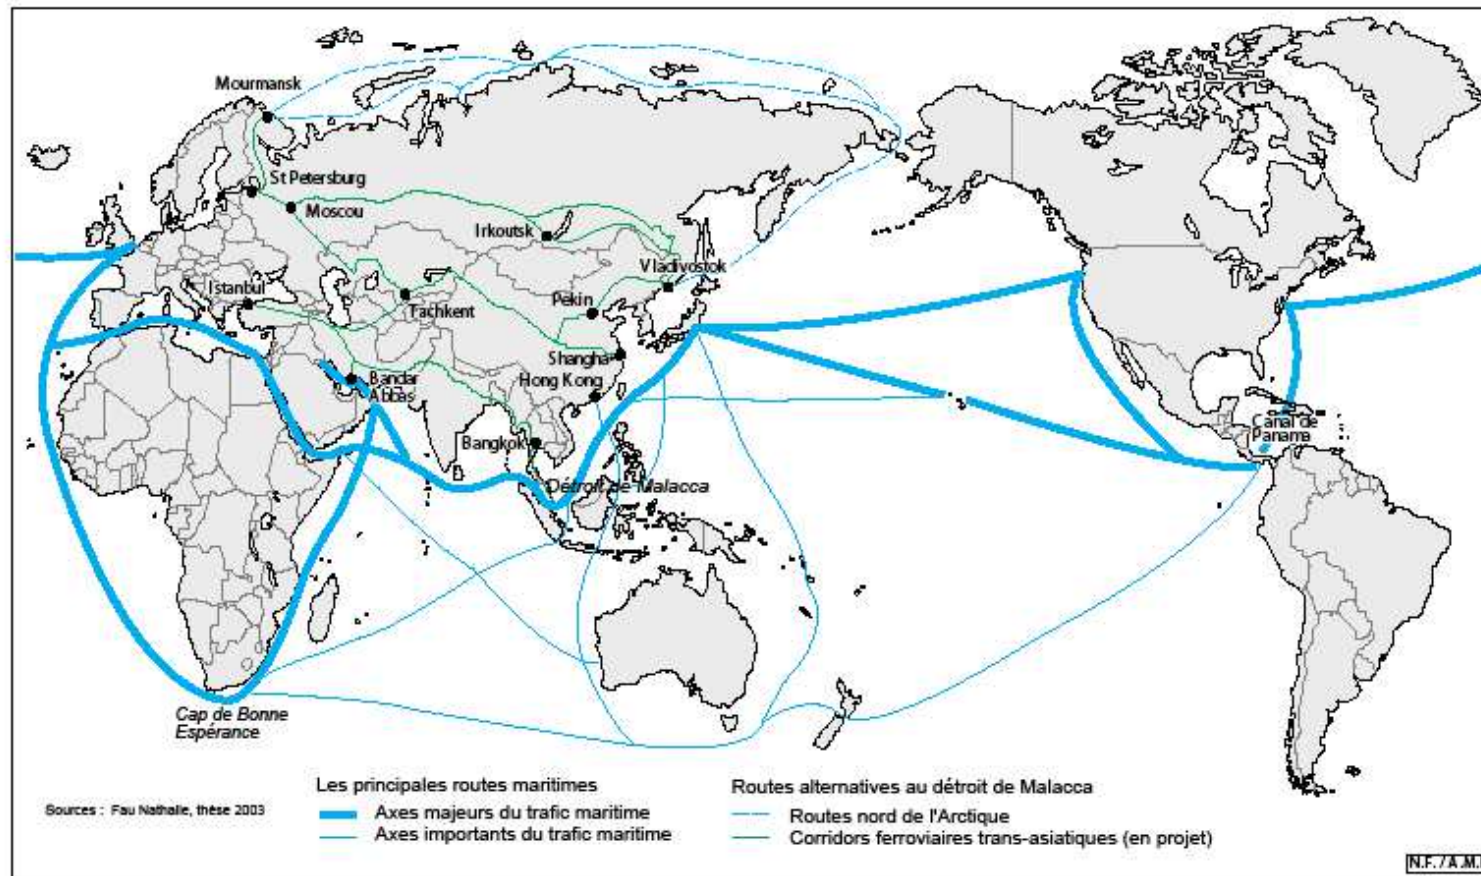 Mourmansk
St Petersburg
Moscou
Irkoutsk
Vladivostok
Istanbul
Tachkent
Pékin
Shangha
Hong Kong
Bandar
Abbas
Bangkok
Canal de
Panama
Détroit de Malacca
Cap de Bonne
Espérance
Les principales routes maritimes
Axes majeurs du trafic maritime
Axes importants du trafic maritime
Routes alternatives au détroit de Malacca
Routes nord de l'Arctique
Corridors ferroviaires trans-asiatiques (en projet)
Sources : Fau Nathalie, thèse 2003